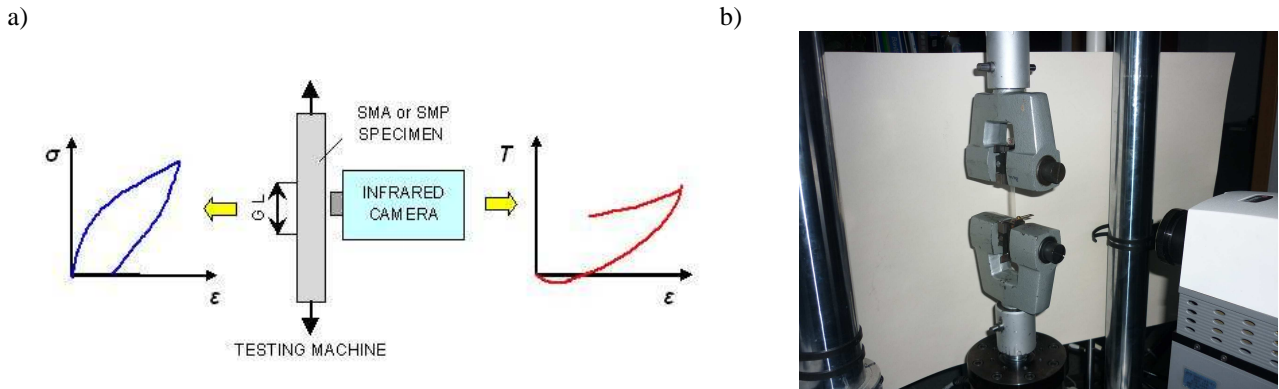 a)
b)
SMA or SMP
SPECIMEN
σ
ε
G L
INFRARED
CAMERA
T
ε
TESTING MACHINE